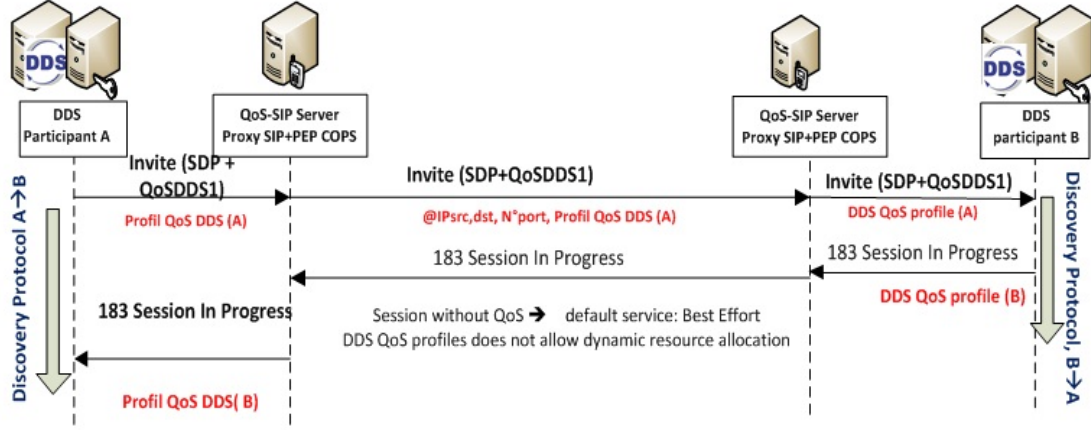 DDS
DDS
DDS
Participant A
QoS-SIP Server
Proxy SIP+PEP COPS
QoS-SIP Server
Proxy SIP+PEP COPS
DDS
participant B
Invite (SDP +
QoSDDS1)
Invite (SDP+QoSDDS1)
Invite (SDP+QoSDDS1)
Profil QoS DDS (A)
@IPsrc,dst, N°port, Profil QoS DDS (A)
DDS QoS profile (A)
183 Session In Progress
183 Session In Progress
DDS QoS profile (B)
183 Session In Progress
Session without QoS ➔ default service: Best Effort
DDS QoS profiles does not allow dynamic resource allocation
Profil QoS DDS( B)
Discovery Protocol A→B
Discovery Protocol, B→A